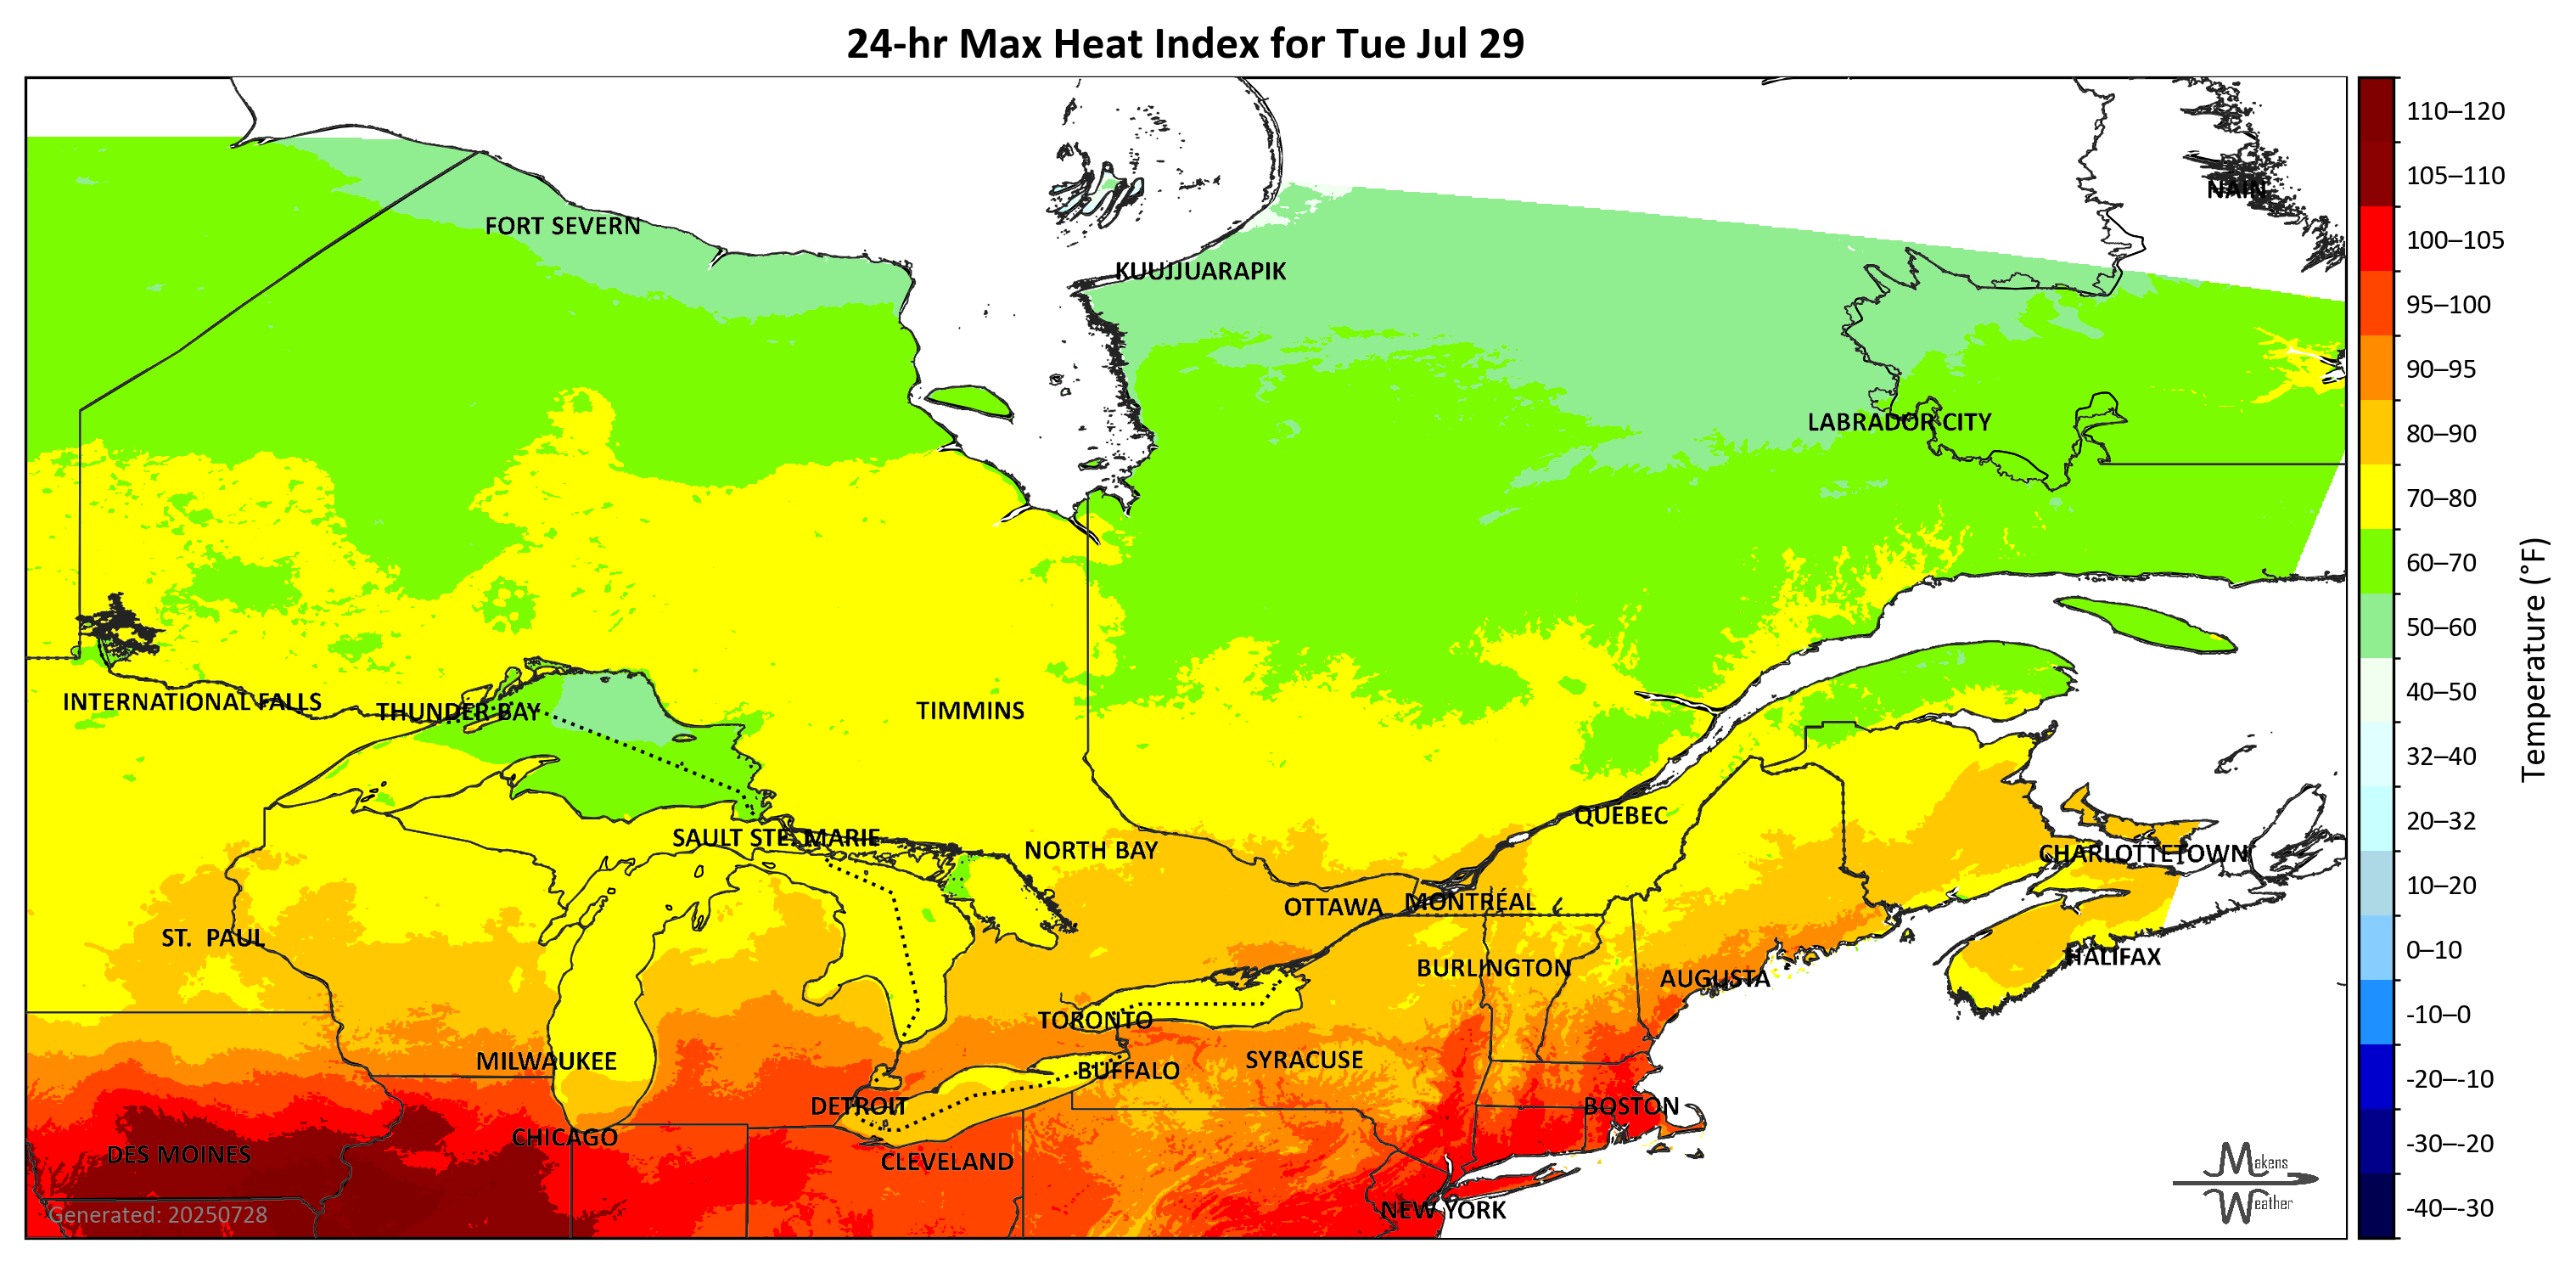 24-hr Max Heat Index for Tue Jul 29
NAIN
FORT SEVERN
KUUJJUARAPIK
LABRADOR CITY
INTERNATIONAL FALLS
THUNDER BAY
TIMMINS
QUÉBEC
SAULT STE. MARIE
NORTH BAY
CHARLOTTETOWN
OTTAWA
MONTRÉAL
ST. PAUL
HALIFAX
BURLINGTON
AUGUSTA
TORONTO
MILWAUKEE
SYRACUSE
BUFFALO
DETROIT
BOSTON
CHICAGO
DES MOINES
CLEVELAND
NEW YORK
Generated: 20250728
Makens
Weather
110–120
105–110
100–105
95–100
90–95
80–90
70–80
60–70
50–60
40–50
32–40
20–32
10–20
0–10
-10–0
-20–-10
-30–-20
-40–-30
Temperature (°F)